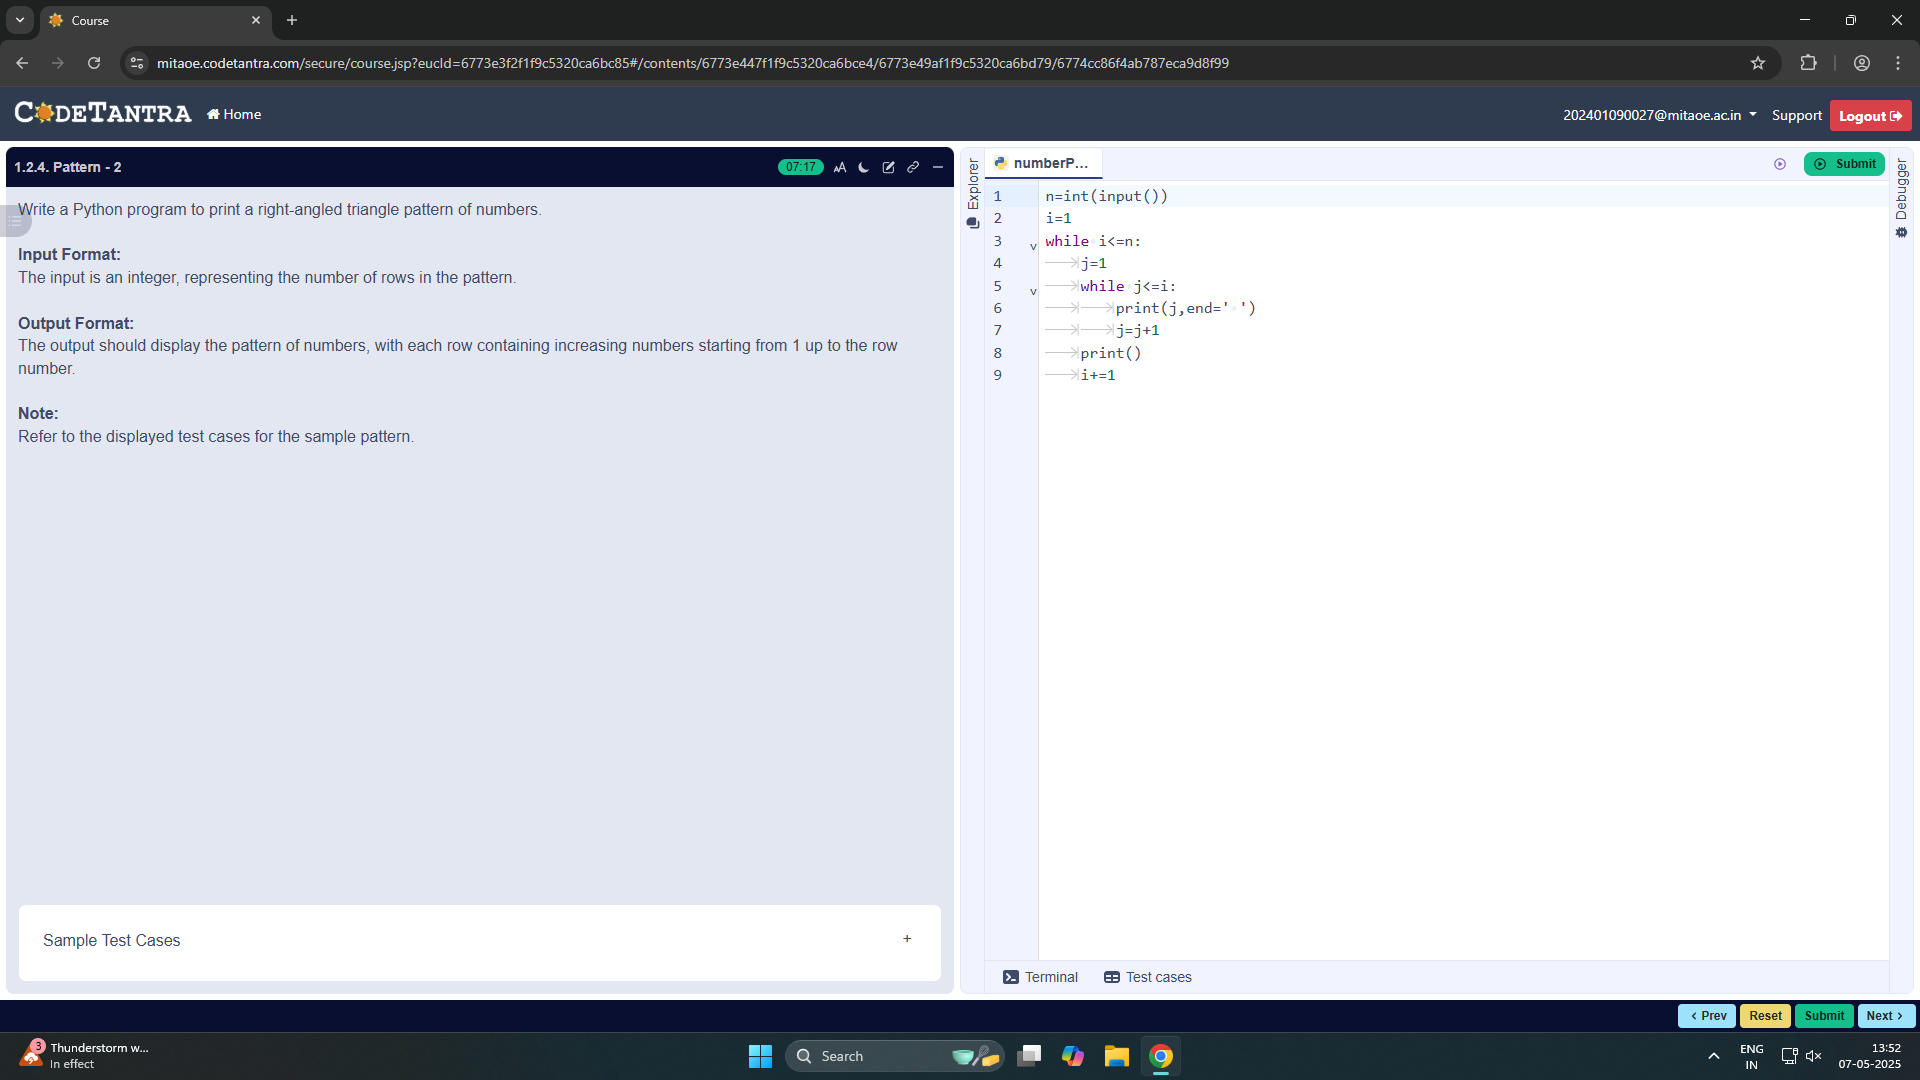 Course
mitaoe.codetantra.com/secure/course.jsp?eucId=6773e3f2f1f9c5320ca6bc85#/contents/6773e447f1f9c5320ca6bce4/6773e49af1f9c5320ca6bd79/6774cc86f4ab787eca9d8f99
CODETANTRA
Home
202401090027@mitaoe.ac.in
Support
Logout
1.2.4. Pattern - 2
07:17
Write a Python program to print a right-angled triangle pattern of numbers.
Input Format:
The input is an integer, representing the number of rows in the pattern.
Output Format:
The output should display the pattern of numbers, with each row containing increasing numbers starting from 1 up to the row
number.
Note:
Refer to the displayed test cases for the sample pattern.
Sample Test Cases
+
Explorer
numberP...
Submit
Debugger
1 n=int(input())
2 i=1
3 while i<=n:
4 j=1
5 while j<=i:
6 print(j,end=' ')
7 j=j+1
8 print()
9 i+=1
Terminal
Test cases
Prev
Reset
Submit
Next
3
Thunderstorm w...
In effect
Search
ENG
IN
13:52
07-05-2025